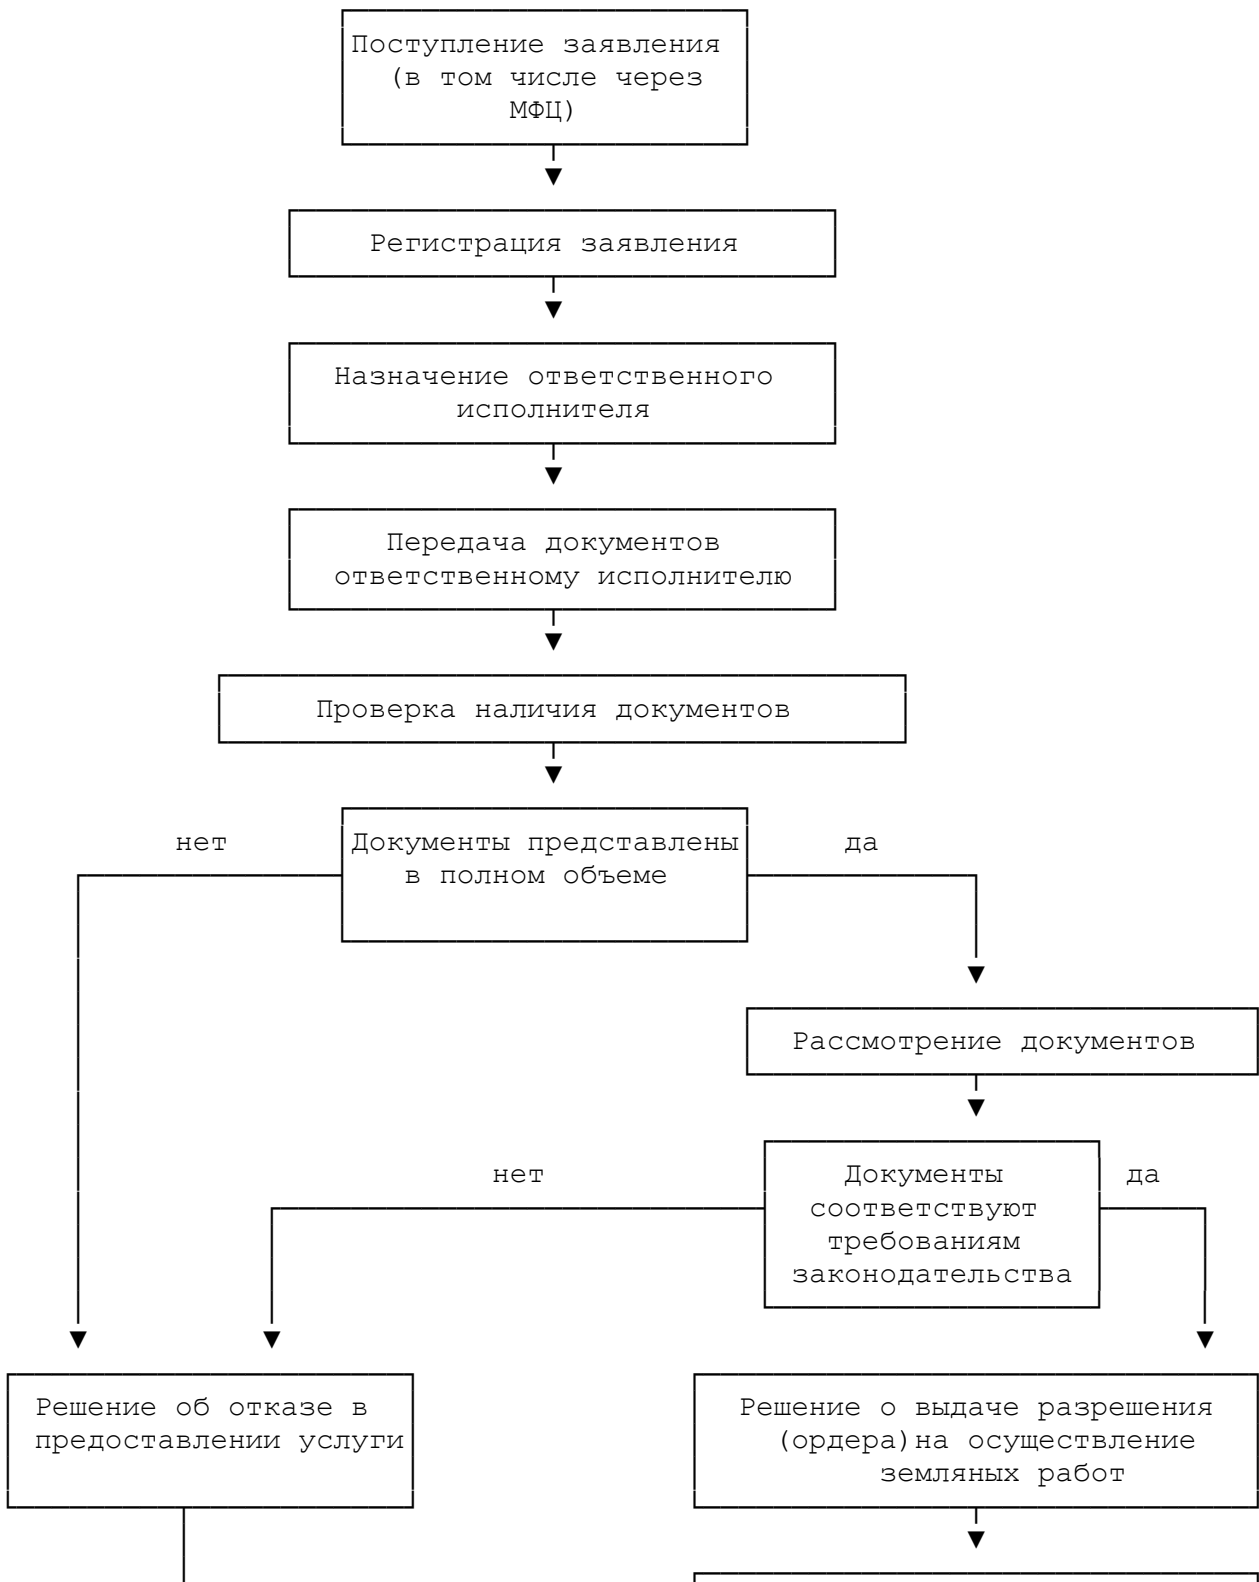 Поступление заявления
(в том числе через
МФЦ)
Регистрация заявления
Назначение ответственного
исполнителя
Передача документов
ответственному исполнителю
Проверка наличия документов
нет
Документы представлены
в полном объеме
да
Рассмотрение документов
нет
Документы
соответствуют
требованиям
законодательства
да
Решение об отказе в
предоставлении услуги
Решение о выдаче разрешения
(ордера)на осуществление
земляных работ